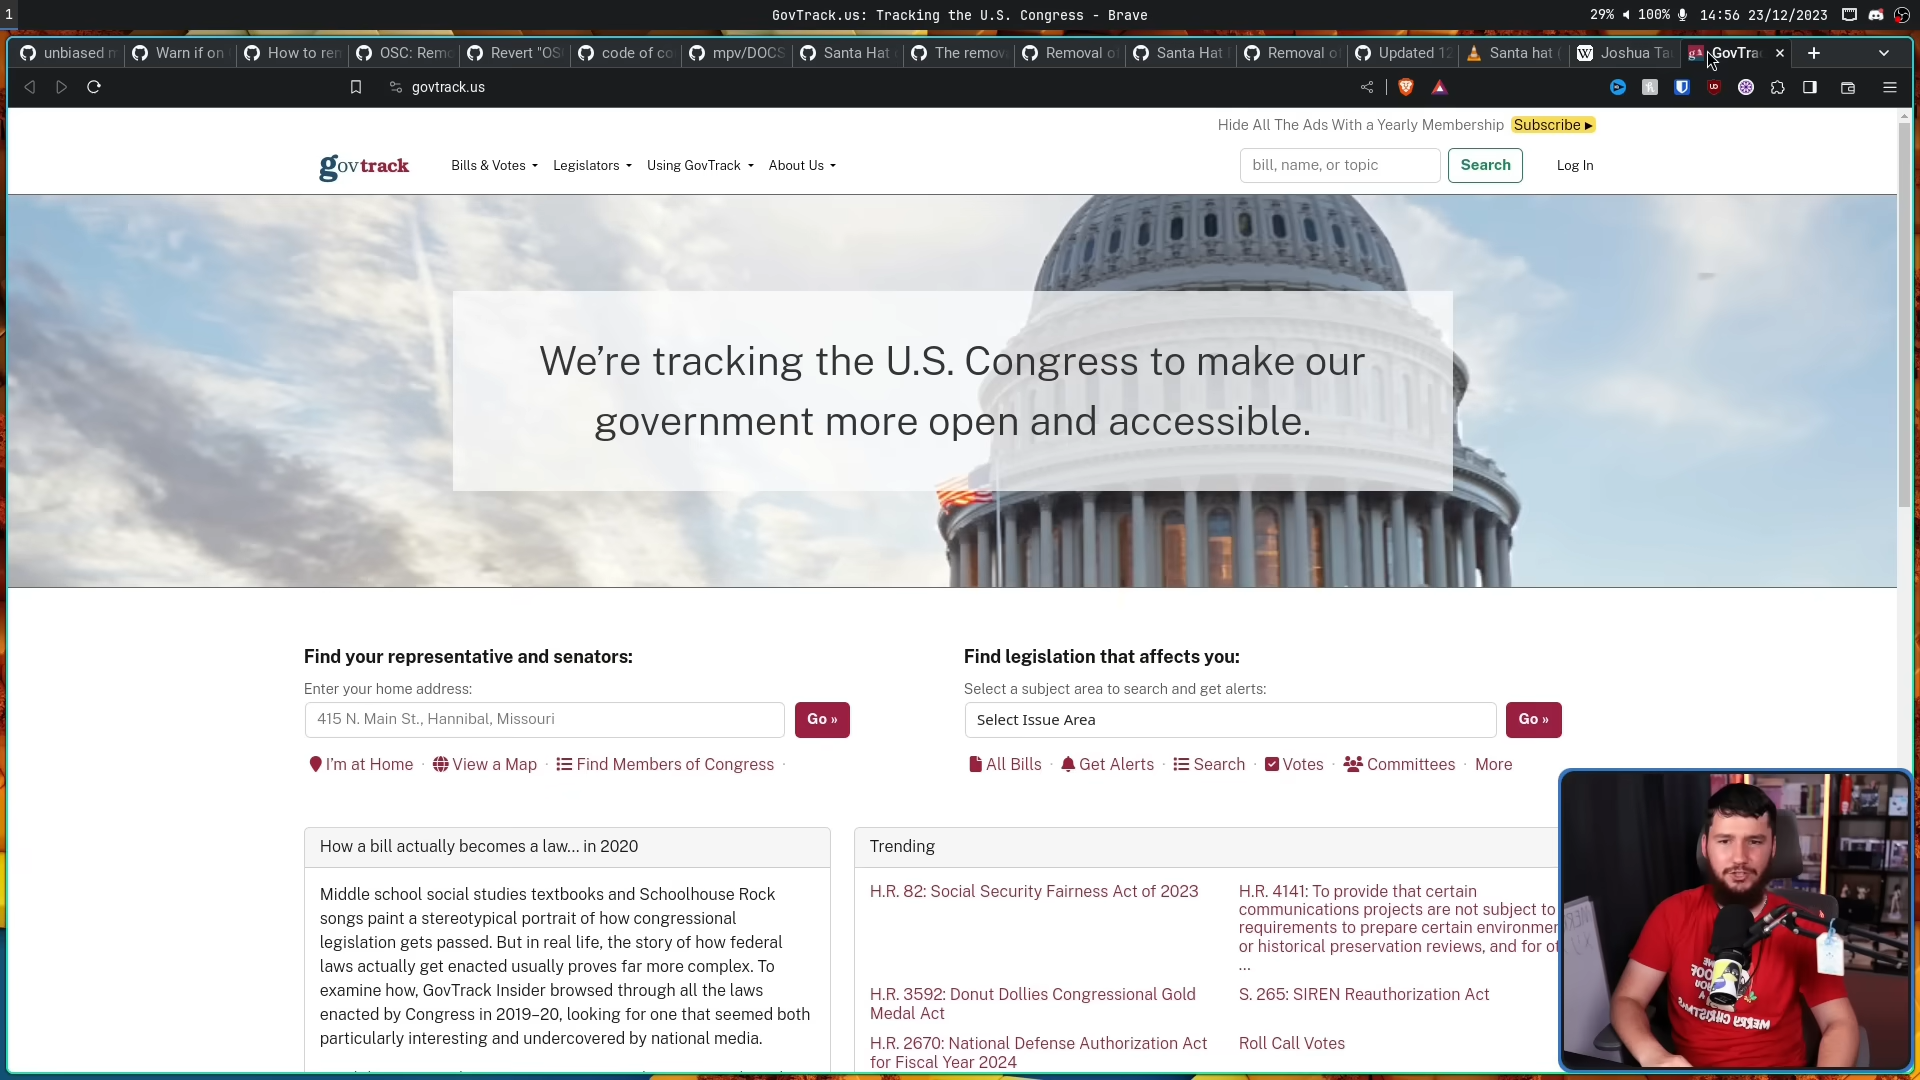 1
GovTrack.us: Tracking the U.S. Congress - Brave
29% 100% 14:56 23/12/2023
unbiased
Warn if on
How to
OSC:
Revert
code of
mpv/DOCS
Santa Hat
The
Removal
Santa Hat
Removal
Updated
Santa hat
Joshua
govtrack.us
Hide All The Ads With a Yearly Membership Subscribe ▸
govtrack
Bills & Votes
Legislators
Using GovTrack
About Us
bill, name, or topic
Search
Log In
We’re tracking the U.S. Congress to make our
government more open and accessible.
Find your representative and senators:
Enter your home address:
415 N. Main St., Hannibal, Missouri
Go »
I’m at Home · View a Map · Find Members of Congress ·
Find legislation that affects you:
Select a subject area to search and get alerts:
Select Issue Area
Go »
All Bills · Get Alerts · Search · Votes · Committees · More
How a bill actually becomes a law... in 2020
Middle school social studies textbooks and Schoolhouse Rock
songs paint a stereotypical portrait of how congressional
legislation gets passed. But in real life, the story of how federal
laws actually get enacted usually proves far more complex. To
examine how, GovTrack Insider browsed through all the laws
enacted by Congress in 2019–20, looking for one that seemed both
particularly interesting and undercovered by national media.
Trending
H.R. 82: Social Security Fairness Act of 2023
H.R. 3592: Donut Dollies Congressional Gold
Medal Act
H.R. 2670: National Defense Authorization Act
for Fiscal Year 2024
H.R. 4141: To provide that certain
communications projects are not subject to
requirements to prepare certain
or historical preservation reviews, and for
...
S. 265: SIREN Reauthorization Act
Roll Call Votes
MERRY